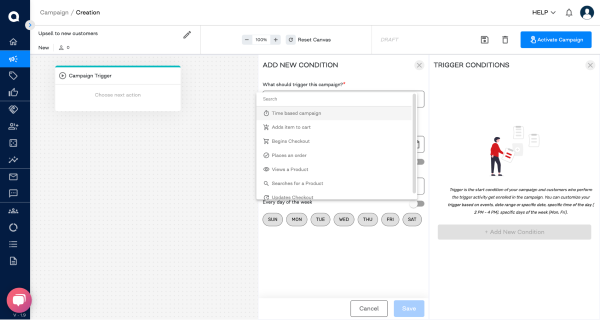 Campaign / Creation
HELP
Upsell to new customers
New
0
100%
Reset Canvas
DRAFT
Activate Campaign
Campaign Trigger
Choose next action
ADD NEW CONDITION
What should trigger this campaign?*
Search
Time based campaign
Adds item to cart
Begins Checkout
Places an order
Views a Product
Searches for a Product
Updates Checkout
Every day of the week
SUN
MON
TUE
WED
THU
FRI
SAT
Cancel
Save
TRIGGER CONDITIONS
Trigger is the start condition of your campaign and customers who perform
the trigger activity get enrolled in the campaign. You can customize your
trigger based on events, date range or specific date, specific time of the day (
2 PM - 4 PM), specific days of the week (Mon, Fri).
+ Add New Condition
V - 1.9